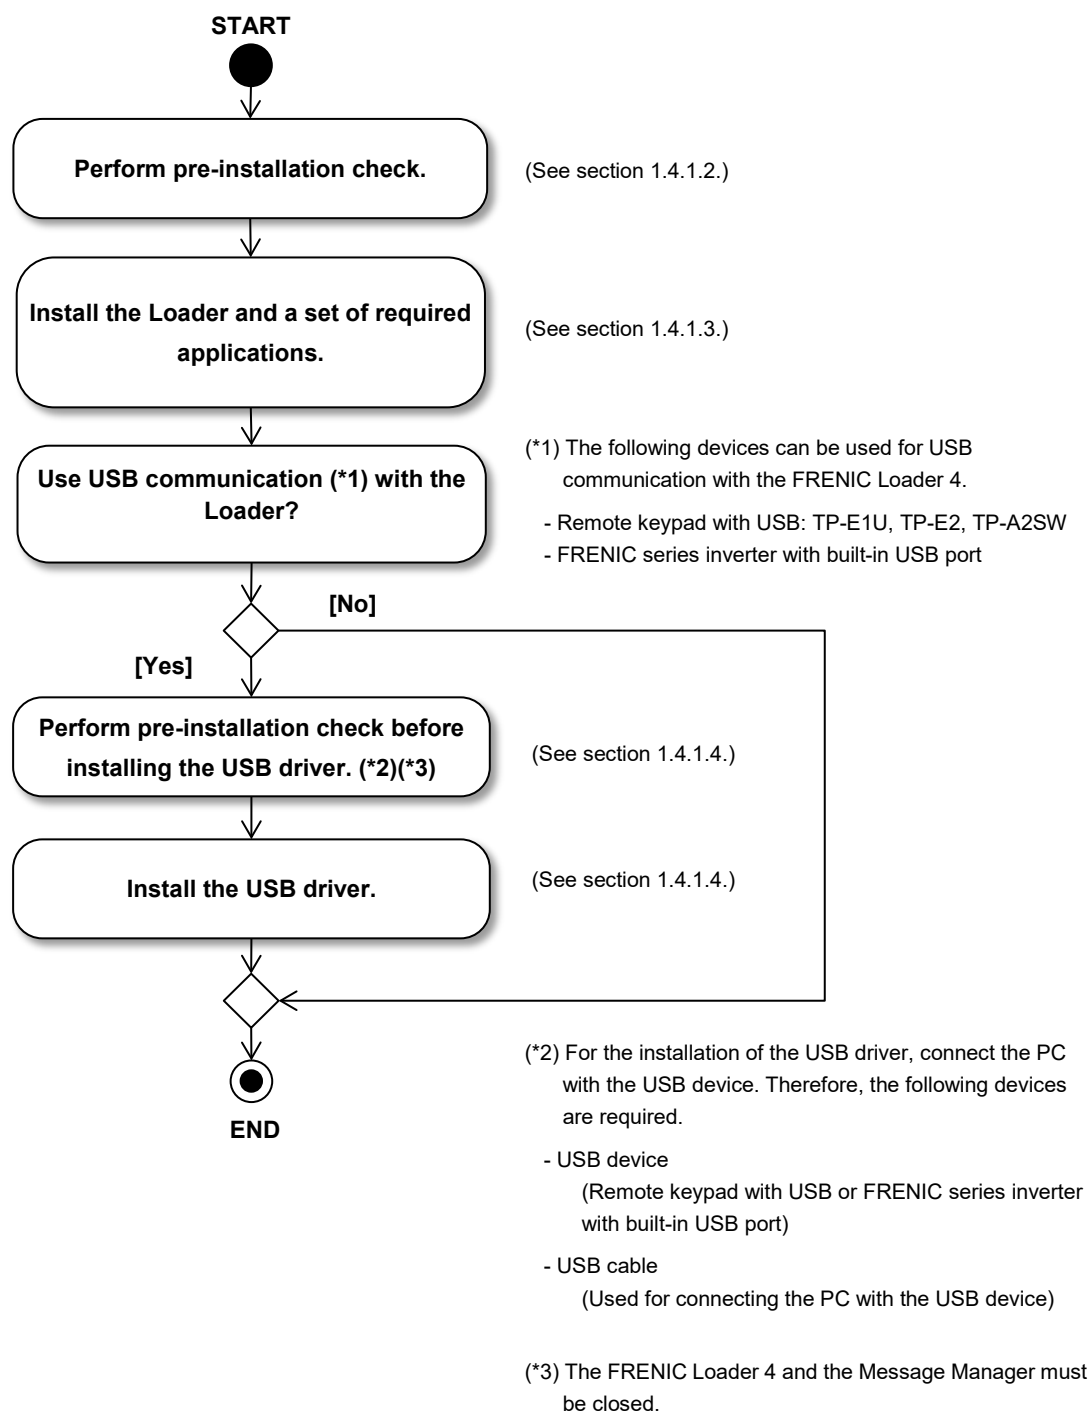 START
Perform pre-installation check.
(See section 1.4.1.2.)
Install the Loader and a set of required
applications.
(See section 1.4.1.3.)
Use USB communication (*1) with the
Loader?
(*1) The following devices can be used for USB
communication with the FRENIC Loader 4.
- Remote keypad with USB: TP-E1U, TP-E2, TP-A2SW
- FRENIC series inverter with built-in USB port
[No]
[Yes]
Perform pre-installation check before
installing the USB driver. (*2)(*3)
(See section 1.4.1.4.)
Install the USB driver.
(See section 1.4.1.4.)
END
(*2) For the installation of the USB driver, connect the PC
with the USB device. Therefore, the following devices
are required.
- USB device
(Remote keypad with USB or FRENIC series inverter
with built-in USB port)
- USB cable
(Used for connecting the PC with the USB device)
(*3) The FRENIC Loader 4 and the Message Manager must
be closed.